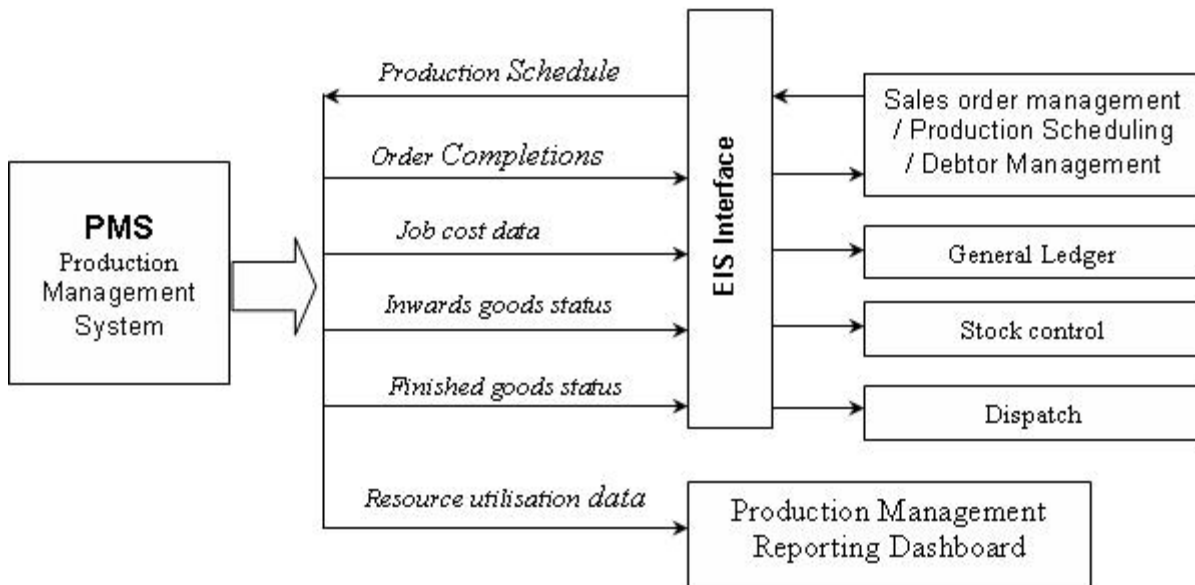 PMS
Production
Management
System
Production Schedule
Order Completions
Job cost data
Inwards goods status
Finished goods status
Resource utilisation data
EIS Interface
Sales order management
/ Production Scheduling
/ Debtor Management
General Ledger
Stock control
Dispatch
Production Management
Reporting Dashboard